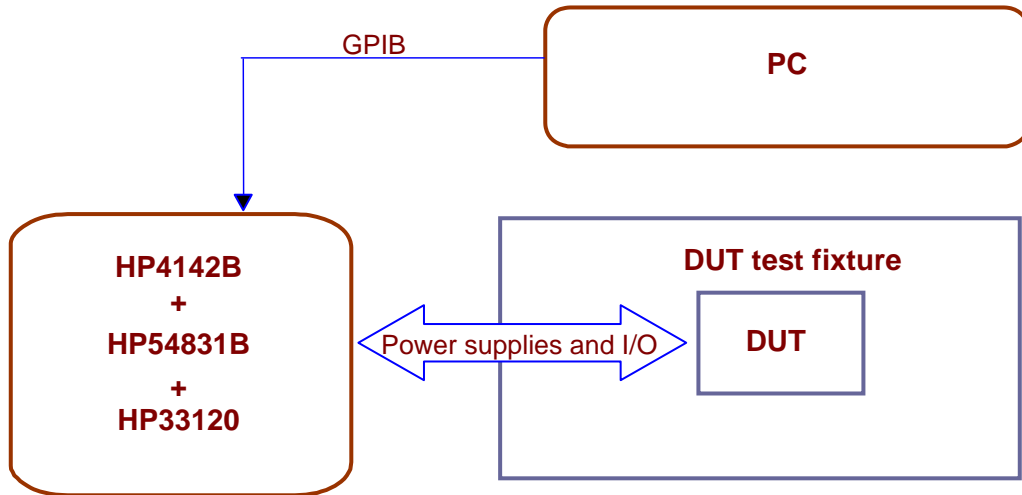 GPIB
PC
HP4142B
+
HP54831B
+
HP33120
Power supplies and I/O
DUT test fixture
DUT